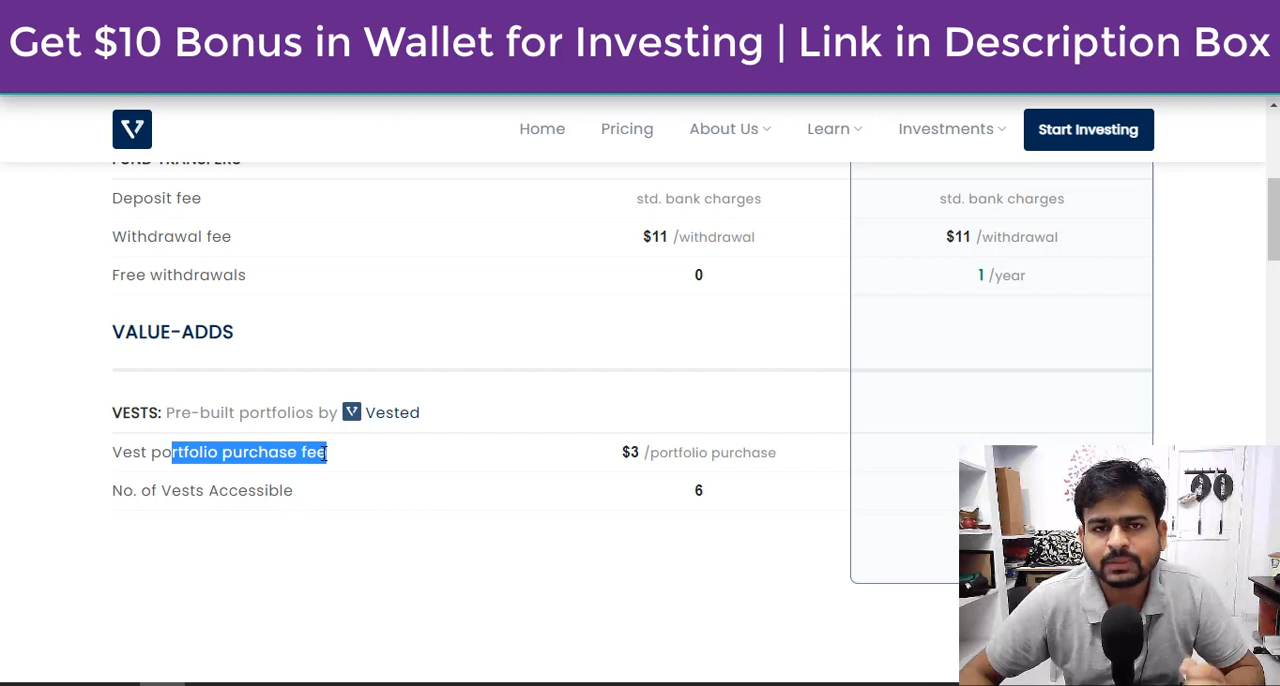 Get $10 Bonus in Wallet for Investing | Link in Description Box
Home Pricing About Us Learn Investments Start Investing
FUND TRANSFERS
Deposit fee std. bank charges std. bank charges
Withdrawal fee $11 /withdrawal $11 /withdrawal
Free withdrawals 0 1 /year
VALUE-ADDS
VESTS: Pre-built portfolios by Vested
Vest portfolio purchase fee $3 /portfolio purchase
No. of Vests Accessible 6